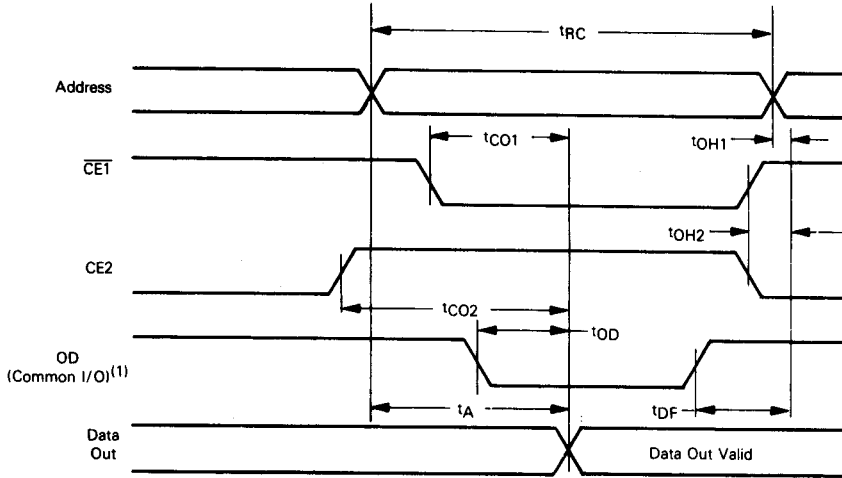 tRC
Address
tCO1
tOH1
CE1
tOH2
CE2
tCO2
tOD
OD
(Common I/O)(1)
tA
tDF
Data
Out
Data Out Valid